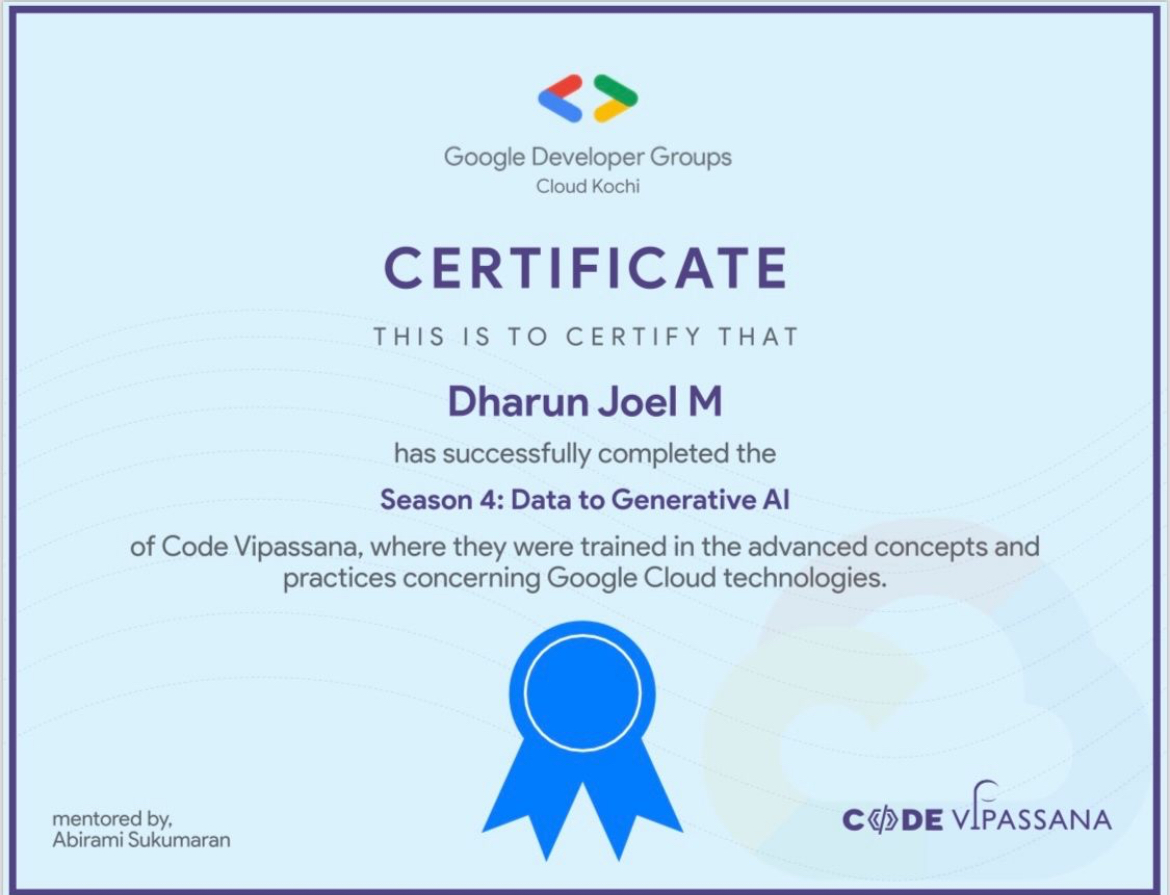 Google Developer Groups
Cloud Kochi
CERTIFICATE
THIS IS TO CERTIFY THAT
Dharun Joel M
has successfully completed the
Season 4: Data to Generative AI
of Code Vipassana, where they were trained in the advanced concepts and
practices concerning Google Cloud technologies.
mentored by,
Abirami Sukumaran
CODE VIPASSANA